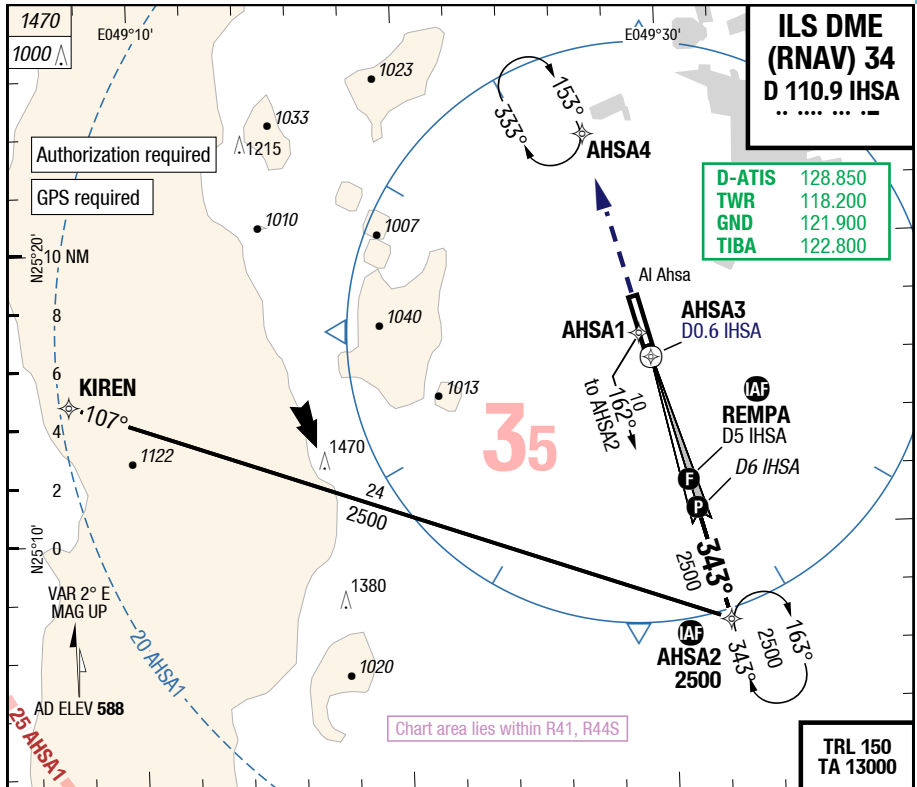 1470
1000
E049°10'
E049°30'
ILS DME
(RNAV) 34
D 110.9 IHSA
Authorization required
GPS required
1023
1033
1215
1010
1007
1040
1013
153°
333°
AHSA4
D-ATIS 128.850
TWR 118.200
GND 121.900
TIBA 122.800
N25°20'
10 NM
8
6
4
2
0
N25°10'
Al Ahsa
AHSA1
AHSA3
D0.6 IHSA
10
162°
to AHSA2
IAF
REMPA
D5 IHSA
D6 IHSA
F
P
35
KIREN
107°
1122
1470
24
2500
343°
2500
1380
1020
IAF
AHSA2
2500
163°
2500
343°
VAR 2° E
MAG UP
AD ELEV 588
20 AHSA1
25 AHSA1
Chart area lies within R41, R44S
TRL 150
TA 13000